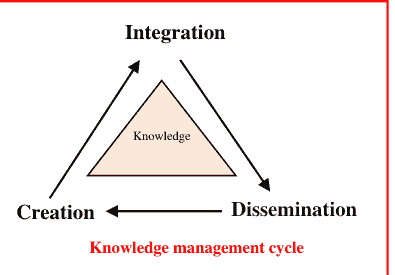 Integration
Knowledge
Creation
Dissemination
Knowledge management cycle